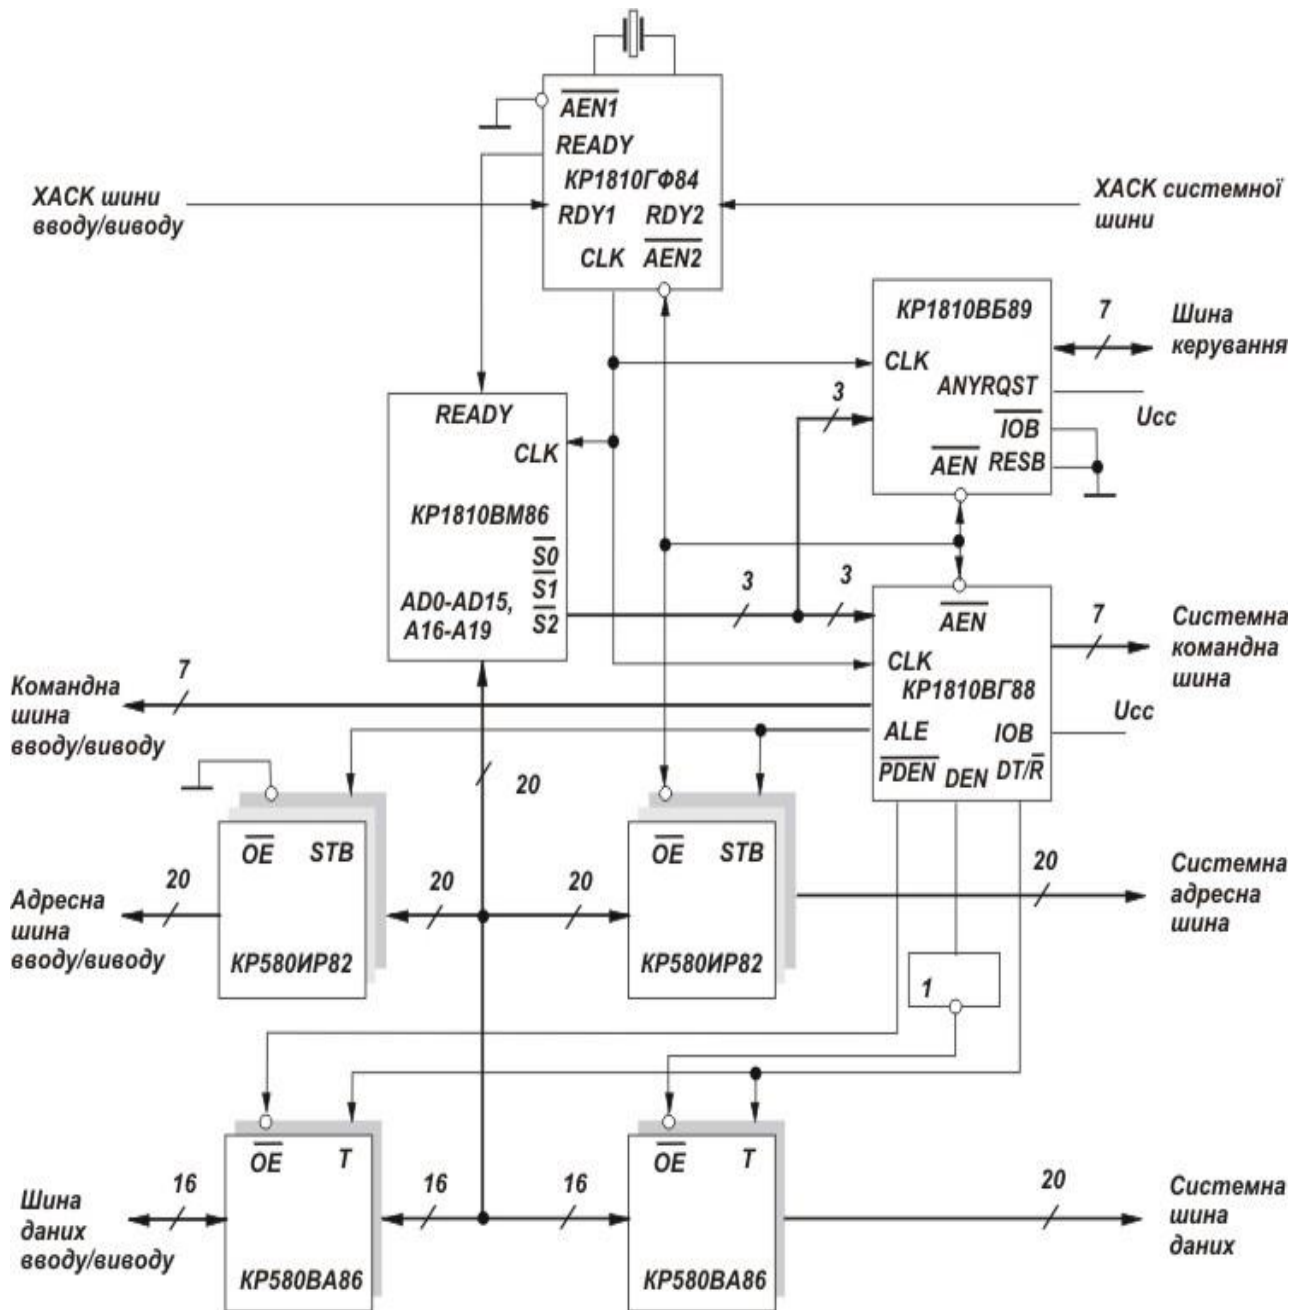 AEN1
READY
КР1810ГФ84
ХАСК шини
вводу/виводу
RDY1 RDY2
ХАСК системної
шини
CLK AEN2
КР1810ВБ89
7
Шина
керування
CLK
ANYRQST
Ucc
3
IOB
AEN RESB
READY
CLK
КР1810ВМ86
S0
S1
S2
AD0-AD15,
A16-A19
3
3
AEN
CLK
КР1810ВГ88
7
Системна
командна
шина
Командна
шина
вводу/виводу
7
ALE IOB
Ucc
PDEN DEN DT/R
20
OE STB
OE STB
20
Адресна
шина
вводу/виводу
20
20
20
Системна
адресна
шина
КР580ИР82
КР580ИР82
1
OE T
OE T
16
Шина
даних
вводу/виводу
16
16
20
Системна
шина
даних
КР580ВА86
КР580ВА86